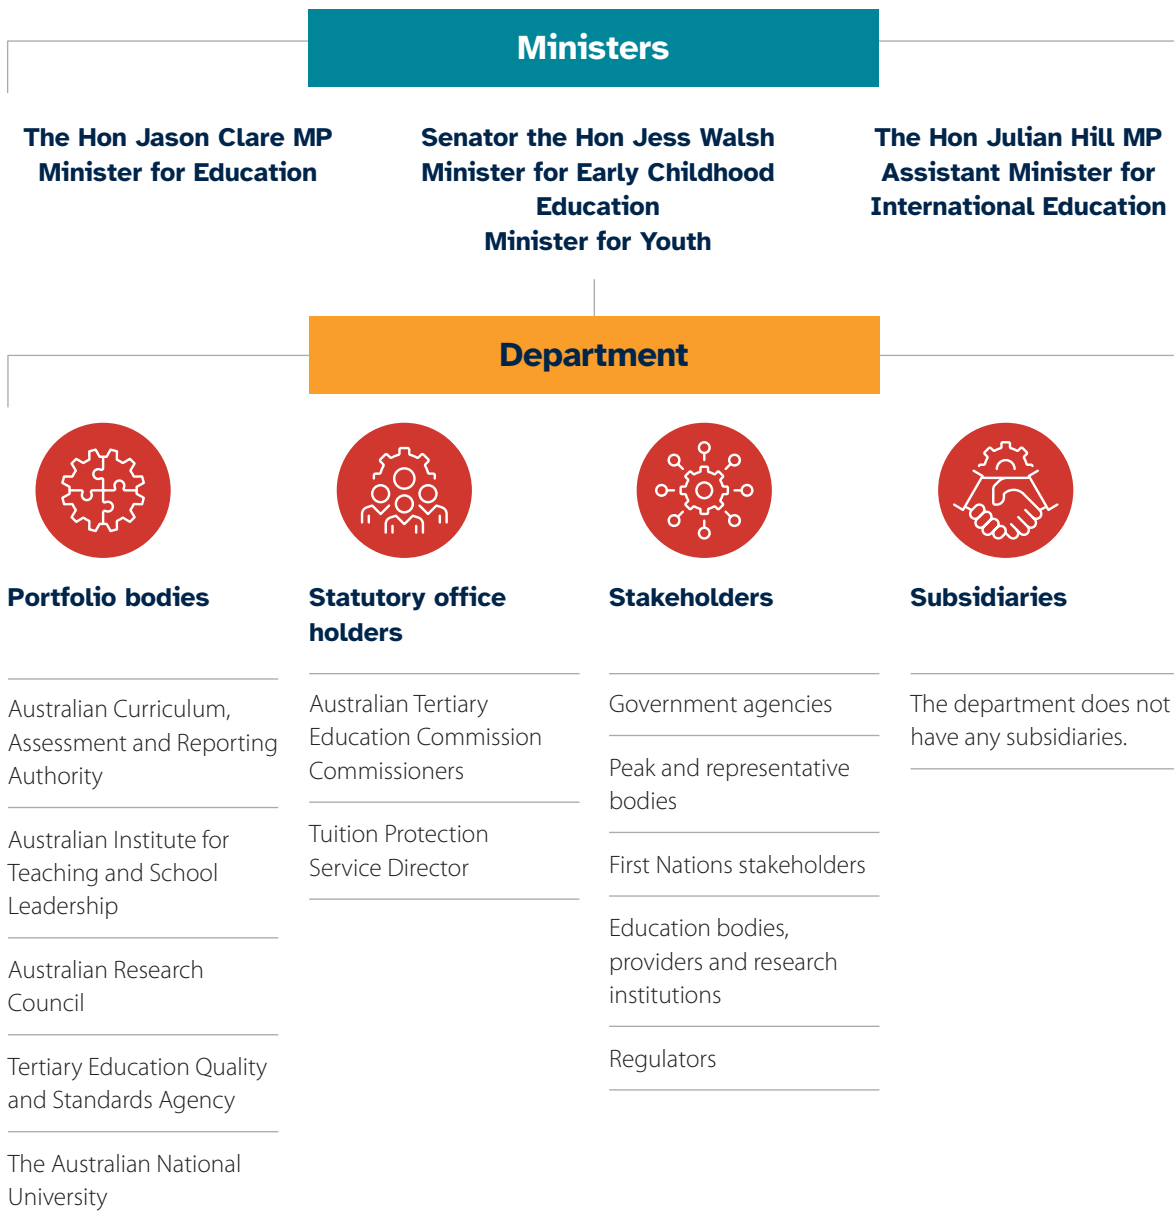 Ministers
The Hon Jason Clare MP
Minister for Education
Senator the Hon Jess Walsh
Minister for Early Childhood
Education
Minister for Youth
The Hon Julian Hill MP
Assistant Minister for
International Education
Department
Portfolio bodies
Australian Curriculum,
Assessment and Reporting
Authority
Australian Institute for
Teaching and School
Leadership
Australian Research
Council
Tertiary Education Quality
and Standards Agency
The Australian National
University
Statutory office
holders
Australian Tertiary
Education Commission
Commissioners
Tuition Protection
Service Director
Stakeholders
Government agencies
Peak and representative
bodies
First Nations stakeholders
Education bodies,
providers and research
institutions
Regulators
Subsidiaries
The department does not
have any subsidiaries.